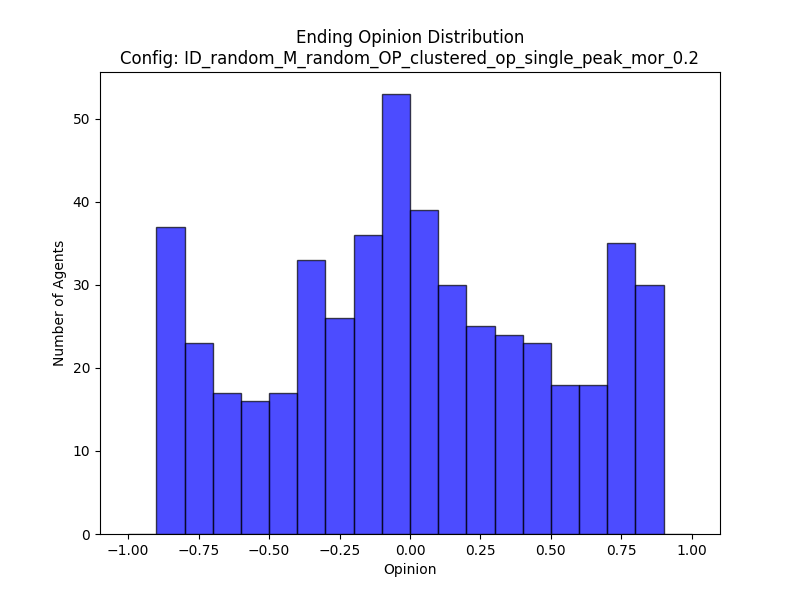 Ending Opinion Distribution
Config: ID_random_M_random_OP_clustered_op_single_peak_mor_0.2
Number of Agents
50
40
30
20
10
0
−1.00 −0.75 −0.50 −0.25 0.00 0.25 0.50 0.75 1.00
Opinion